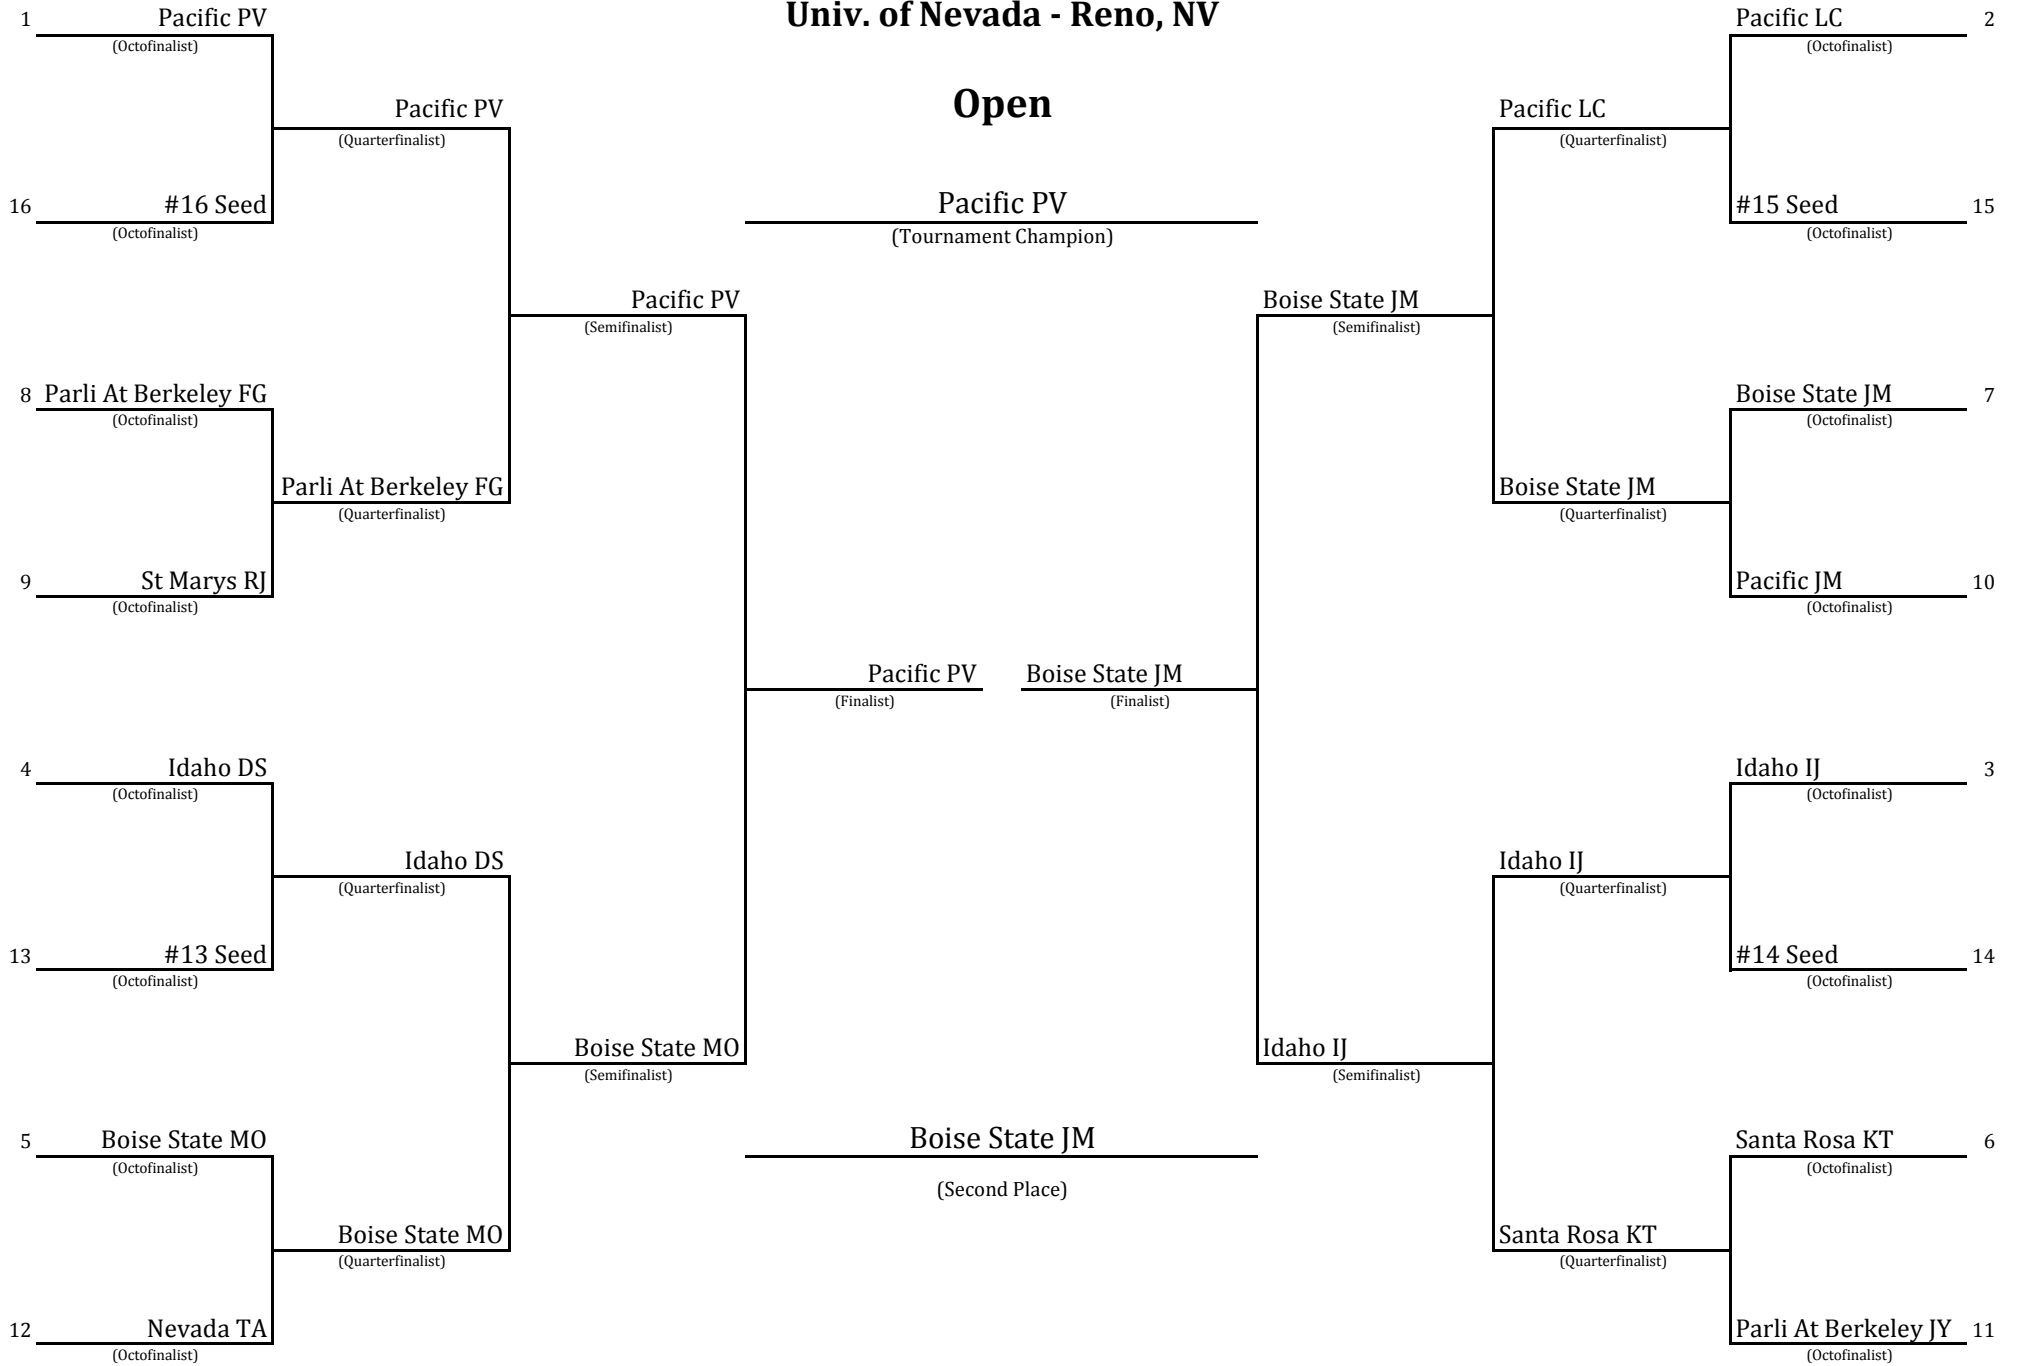 Univ. of Nevada - Reno, NV
Open
1 Pacific PV
(Octofinalist)
Pacific PV
(Quarterfinalist)
16 #16 Seed
(Octofinalist)
Pacific PV
(Semifinalist)
8 Parli At Berkeley FG
(Octofinalist)
Parli At Berkeley FG
(Quarterfinalist)
9 St Marys RJ
(Octofinalist)
Pacific PV
(Finalist)
4 Idaho DS
(Octofinalist)
Idaho DS
(Quarterfinalist)
13 #13 Seed
(Octofinalist)
Boise State MO
(Semifinalist)
5 Boise State MO
(Octofinalist)
Boise State MO
(Quarterfinalist)
12 Nevada TA
(Octofinalist)
Pacific PV
(Tournament Champion)
Boise State JM
(Second Place)
Pacific LC 2
(Octofinalist)
Pacific LC
(Quarterfinalist)
#15 Seed 15
(Octofinalist)
Boise State JM
(Semifinalist)
Boise State JM 7
(Octofinalist)
Boise State JM
(Quarterfinalist)
Pacific JM 10
(Octofinalist)
Boise State JM
(Finalist)
Idaho IJ 3
(Octofinalist)
Idaho IJ
(Quarterfinalist)
#14 Seed 14
(Octofinalist)
Idaho IJ
(Semifinalist)
Santa Rosa KT 6
(Octofinalist)
Santa Rosa KT
(Quarterfinalist)
Parli At Berkeley JY 11
(Octofinalist)